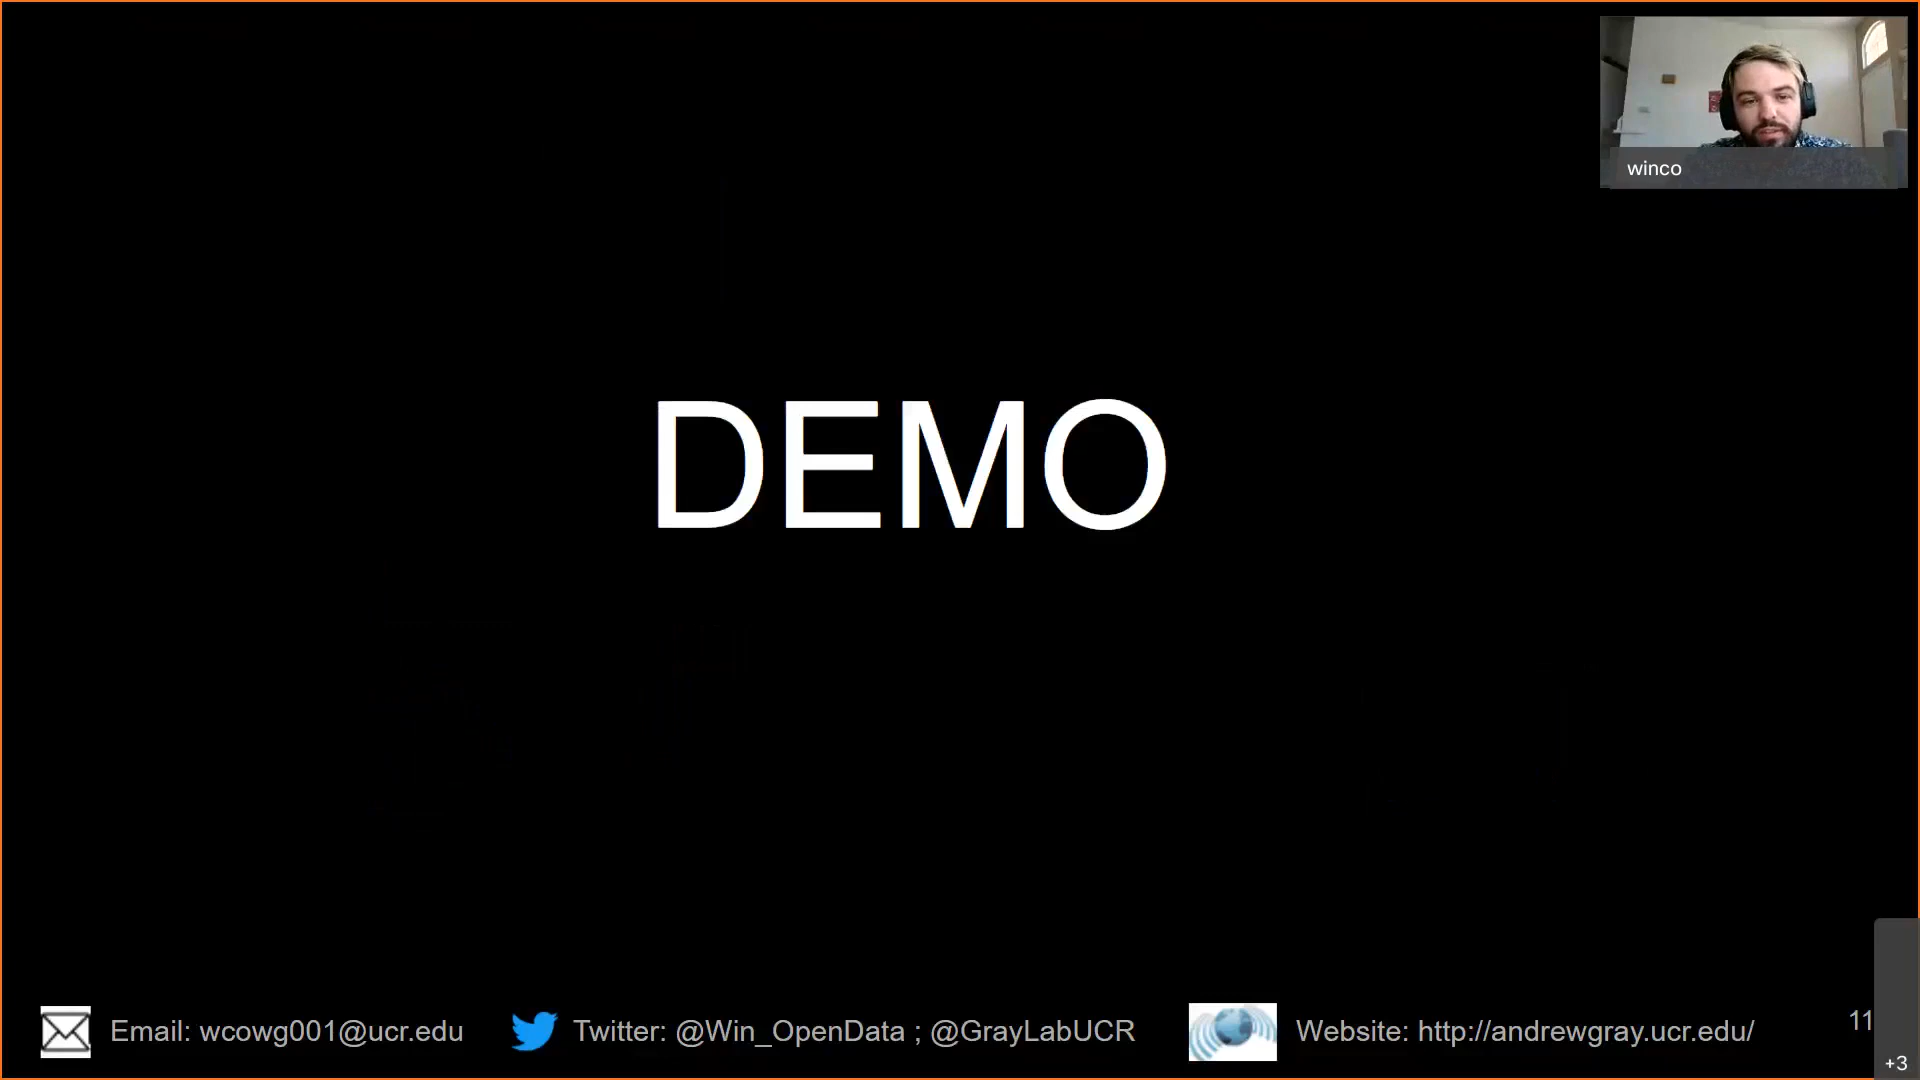 winco
DEMO
Email: wcowg001@ucr.edu
Twitter: @Win_OpenData ; @GrayLabUCR
Website: http://andrewgray.ucr.edu/
11
+3